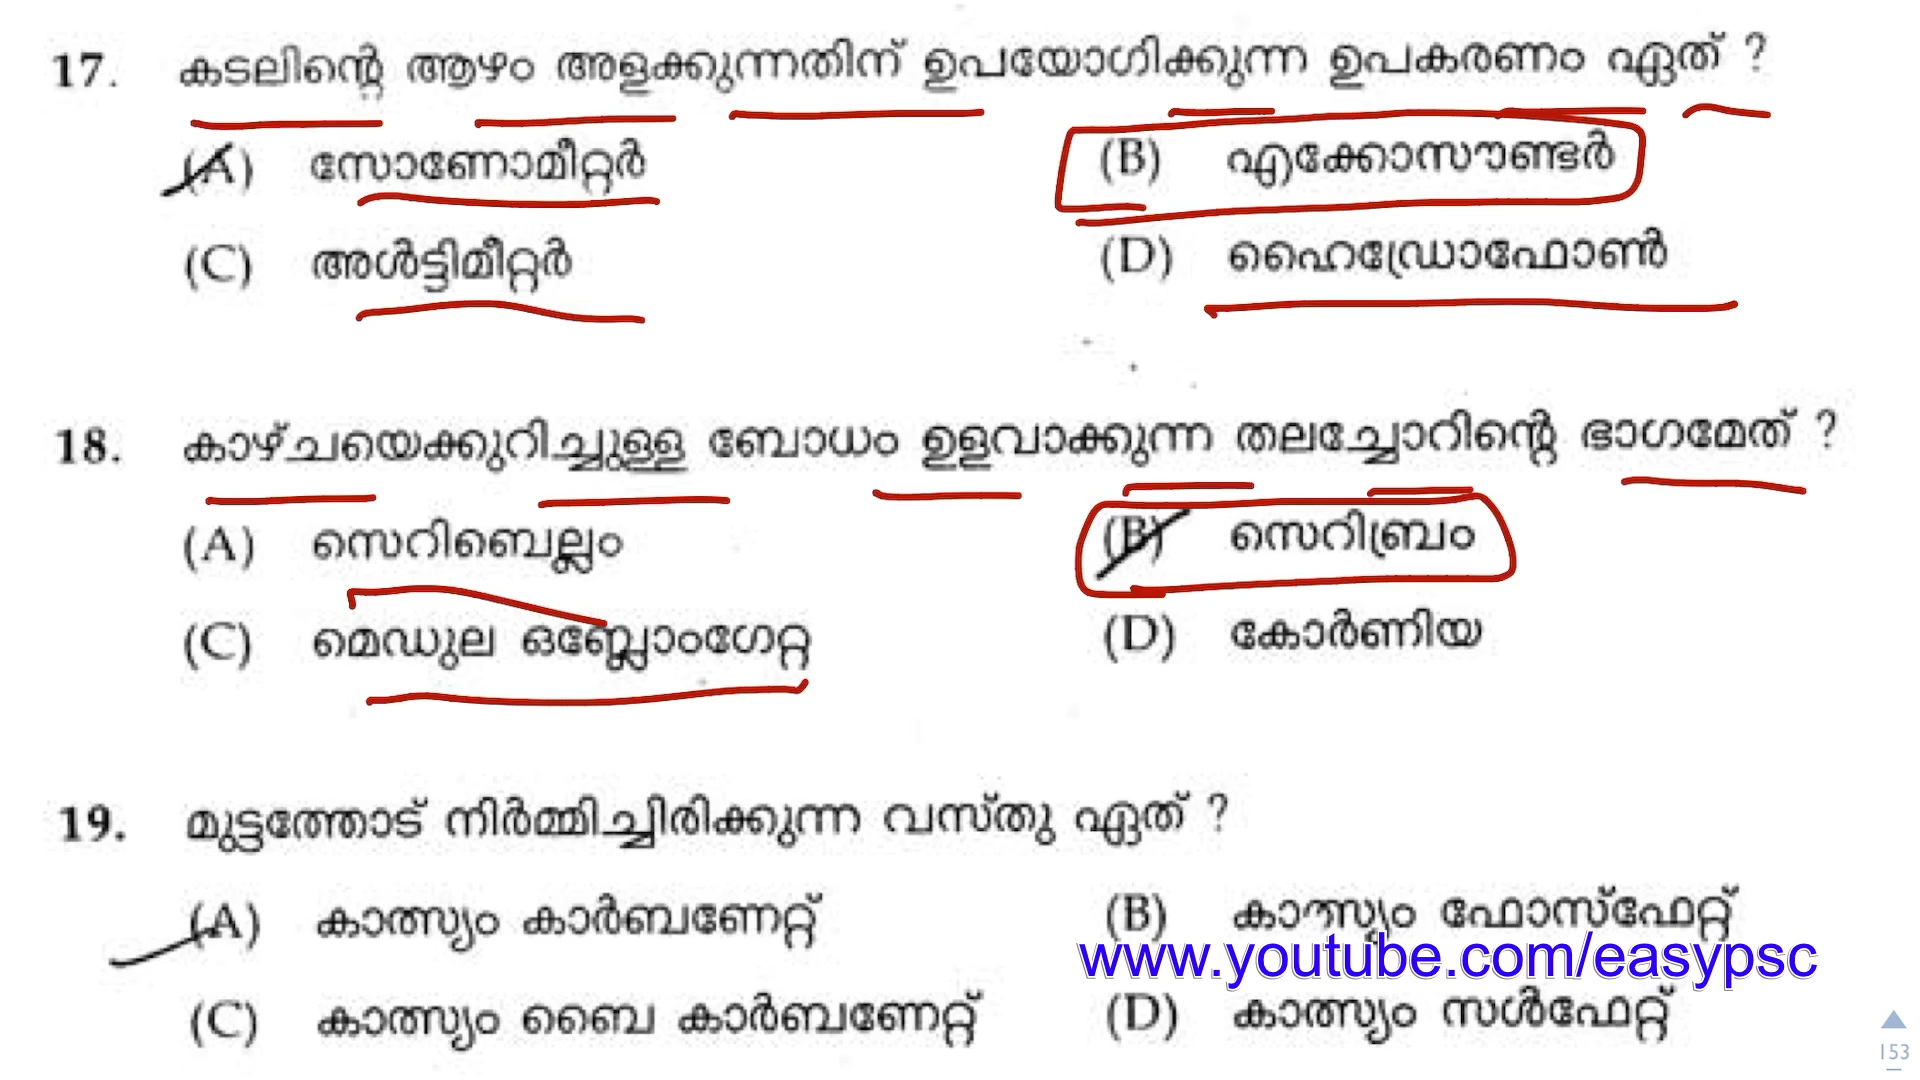 17. കടലിന്റെ ആഴം അളക്കുന്നതിന് ഉപയോഗിക്കുന്ന ഉപകരണം ഏത് ?
(A) സോണോമീറ്റർ (B) എക്കോസൗണ്ടർ
(C) അൾട്ടിമീറ്റർ (D) ഹൈഡ്രോഫോൺ
18. കാഴ്ചയെക്കുറിച്ചുള്ള ബോധം ഉളവാക്കുന്ന തലച്ചോറിന്റെ ഭാഗമേത് ?
(A) സെറിബെല്ലം (B) സെറിബ്രം
(C) മെഡുല ഒബ്ലോംഗേറ്റ (D) കോർണിയ
19. മുട്ടത്തോട് നിർമ്മിച്ചിരിക്കുന്ന വസ്തു ഏത് ?
(A) കാത്സ്യം കാർബണേറ്റ് (B) കാത്സ്യം ഫോസ്ഫേറ്റ്
www.youtube.com/easypsc
(C) കാത്സ്യം ബൈ കാർബണേറ്റ് (D) കാത്സ്യം സൾഫേറ്റ്
153